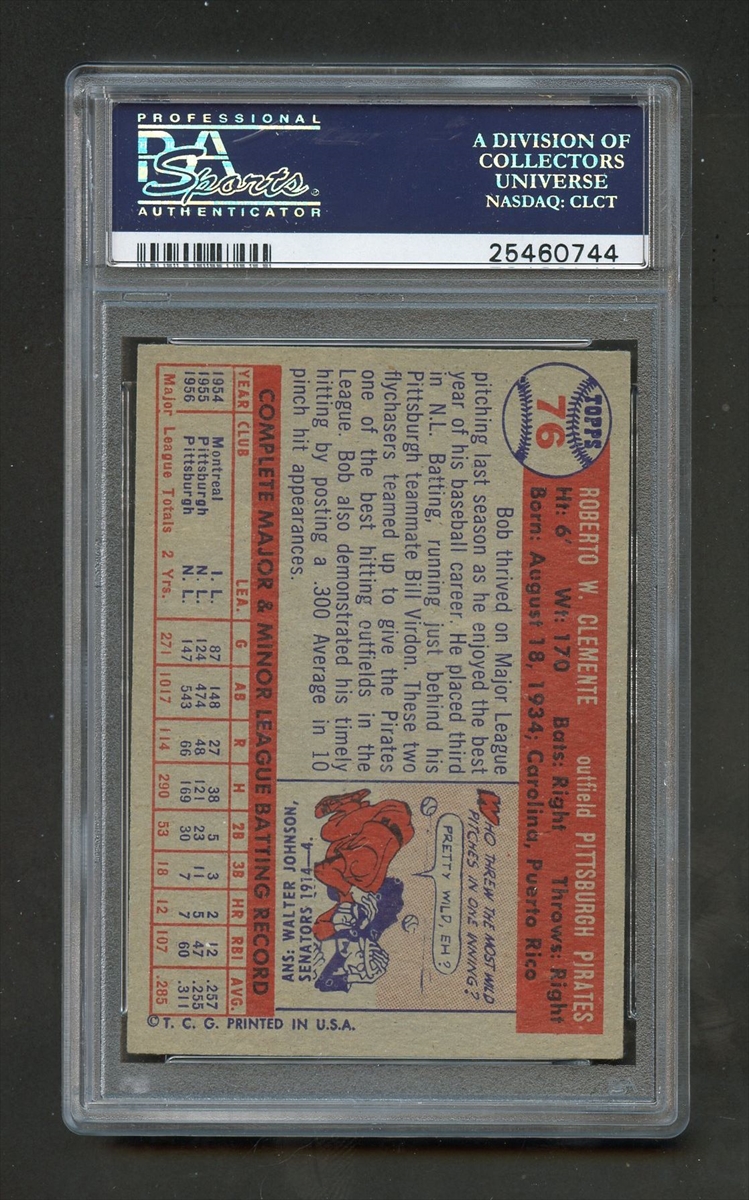 PROFESSIONAL
PSA
Sports
AUTHENTICATOR
A DIVISION OF
COLLECTORS
UNIVERSE
NASDAQ: CLCT
25460744
TOPPS
76
ROBERTO W. CLEMENTE outfield PITTSBURGH PIRATES
Ht: 6' Wt: 170 Bats: Right Throws: Right
Born: August 18, 1934; Carolina, Puerto Rico
Bob thrived on Major League
pitching last season as he enjoyed the best
year of his baseball career. He placed third
in N.L. Batting, running just behind his
Pittsburgh teammate Bill Virdon. These two
flychasers teamed up to give the Pirates
one of the best hitting outfields in the
League. Bob also demonstrated his timely
hitting by posting a .300 Average in 10
pinch hit appearances.
WHO THREW THE MOST WILD
PITCHES IN ONE INNING?
PRETTY WILD, EH?
ANS: WALTER JOHNSON,
SENATORS 1914—4.
COMPLETE MAJOR & MINOR LEAGUE BATTING RECORD
YEAR CLUB LEA. G AB R H 2B 3B HR RBI AVG.
1954 Montreal I. L. 87 148 27 38 5 3 2 12 .257
1955 Pittsburgh N. L. 124 474 48 121 23 11 5 47 .255
1956 Pittsburgh N. L. 147 543 66 169 30 7 7 60 .311
Major League Totals 2 Yrs. 271 1017 114 290 53 18 12 107 .285
© T. C. G. PRINTED IN U.S.A.